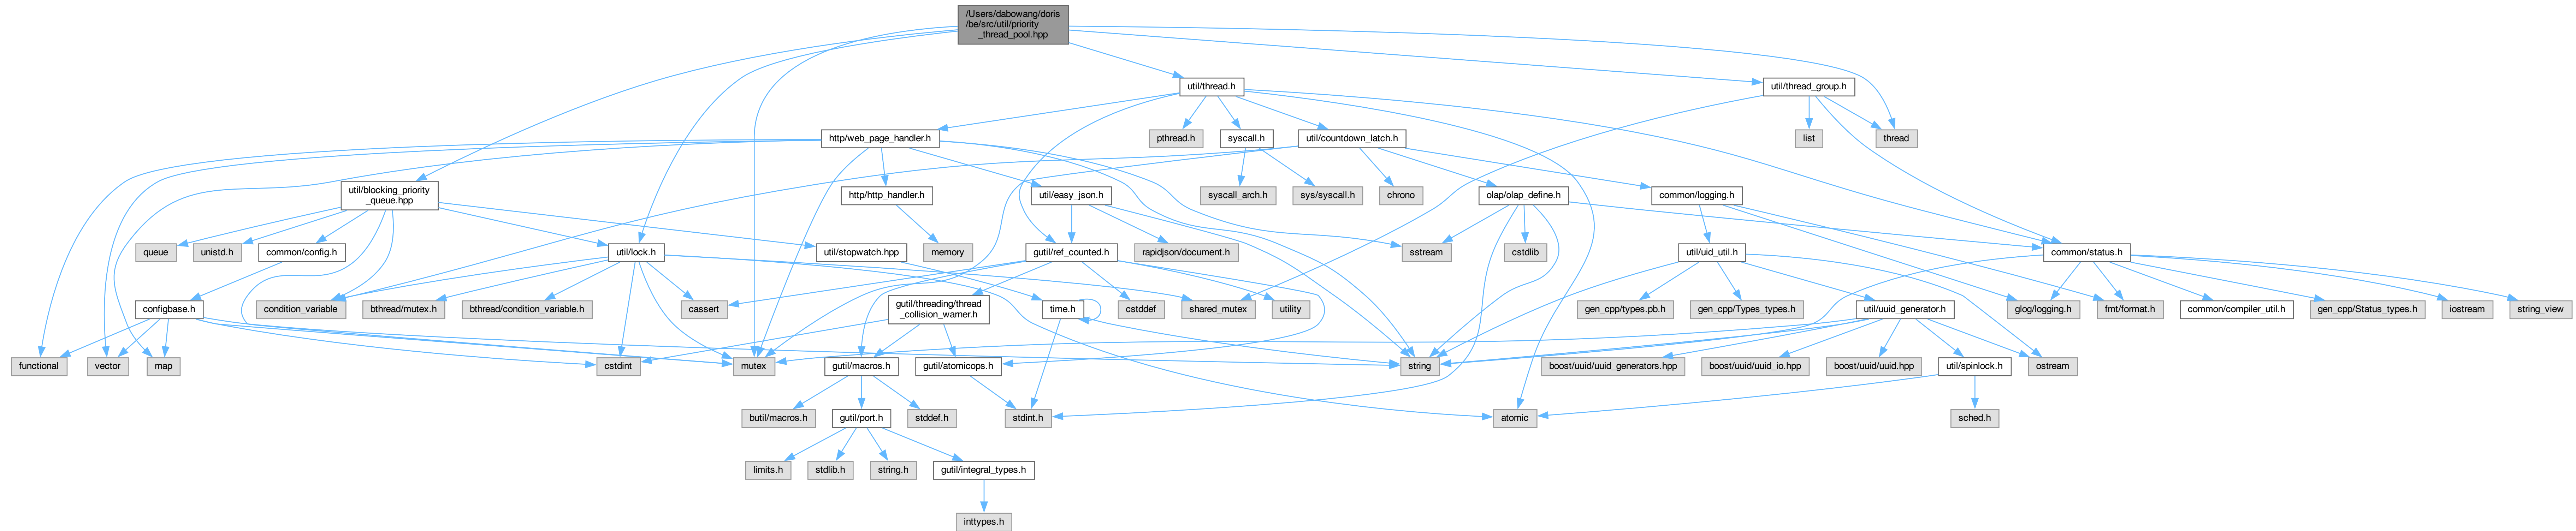 /Users/dabowang/doris
/be/src/util/priority
_thread_pool.hpp
util/thread.h
util/thread_group.h
http/web_page_handler.h
pthread.h
syscall.h
util/countdown_latch.h
list
thread
util/blocking_priority
_queue.hpp
http/http_handler.h
util/easy_json.h
syscall_arch.h
sys/syscall.h
chrono
olap/olap_define.h
common/logging.h
queue
unistd.h
common/config.h
util/lock.h
util/stopwatch.hpp
memory
gutil/ref_counted.h
rapidjson/document.h
sstream
cstdlib
util/uid_util.h
common/status.h
configbase.h
condition_variable
bthread/mutex.h
bthread/condition_variable.h
cassert
gutil/threading/thread
_collision_warner.h
time.h
cstddef
shared_mutex
utility
gen_cpp/types.pb.h
gen_cpp/Types_types.h
util/uuid_generator.h
glog/logging.h
fmt/format.h
common/compiler_util.h
gen_cpp/Status_types.h
iostream
string_view
functional
vector
map
cstdint
mutex
gutil/macros.h
gutil/atomicops.h
string
boost/uuid/uuid_generators.hpp
boost/uuid/uuid_io.hpp
boost/uuid/uuid.hpp
util/spinlock.h
ostream
butil/macros.h
gutil/port.h
stddef.h
stdint.h
atomic
sched.h
limits.h
stdlib.h
string.h
gutil/integral_types.h
inttypes.h